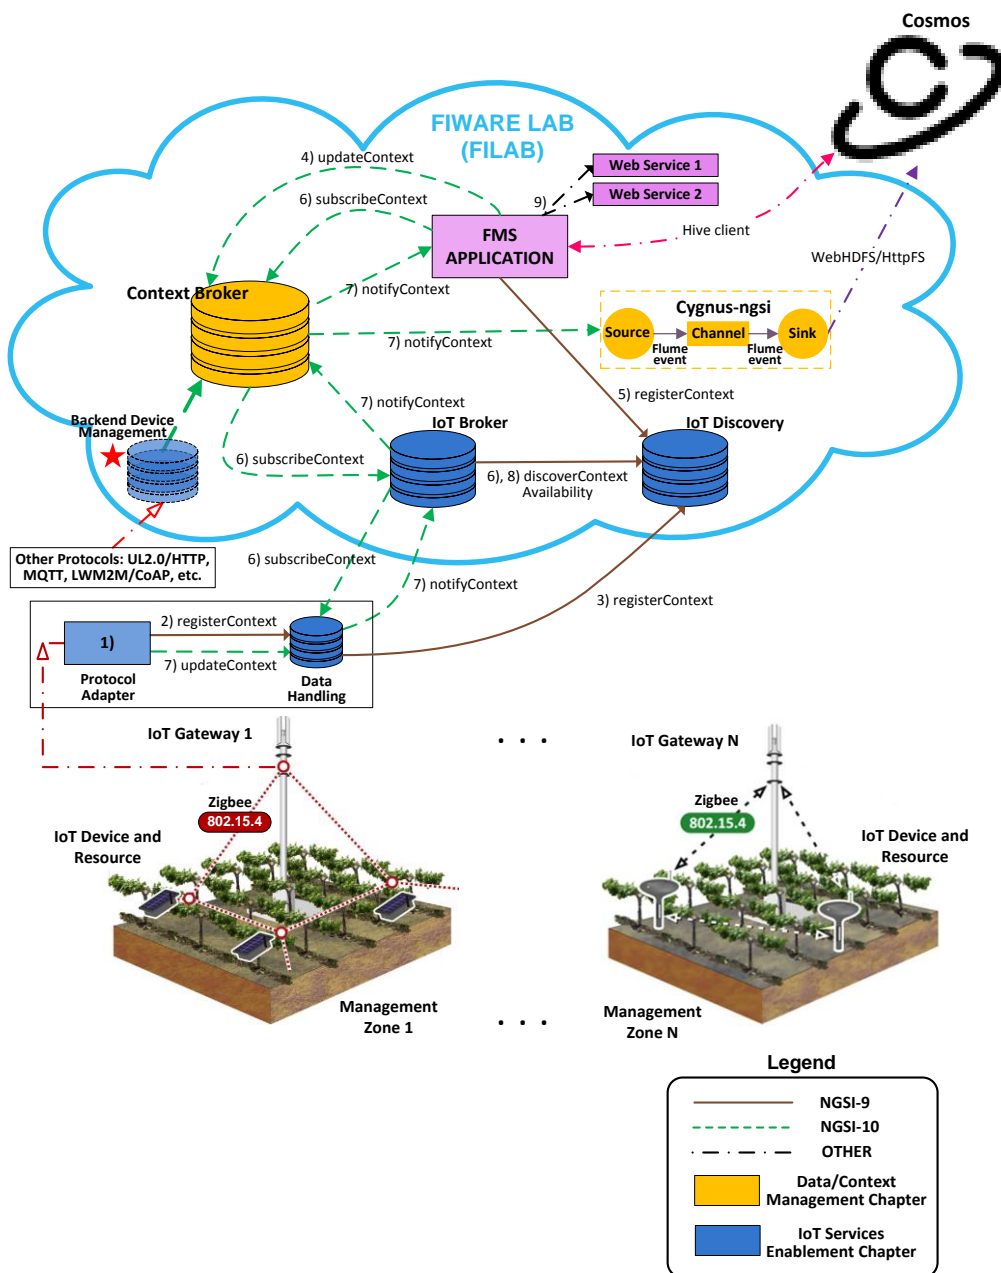 Cosmos
FIWARE LAB
(FILAB)
4) updateContext
Web Service 1
6) subscribeContext
9)
Web Service 2
FMS
APPLICATION
Hive client
WebHDFS/HttpFS
Context Broker
7) notifyContext
Cygnus-ngsi
Source
Channel
Sink
7) notifyContext
Flume
event
Flume
event
7) notifyContext
5) registerContext
Backend Device
Management
IoT Broker
IoT Discovery
6) subscribeContext
6), 8) discoverContext
Availability
Other Protocols: UL2.0/HTTP,
MQTT, LWM2M/CoAP, etc.
6) subscribeContext
7) notifyContext
3) registerContext
2) registerContext
1)
7) updateContext
Protocol
Adapter
Data
Handling
IoT Gateway 1
. . .
IoT Gateway N
Zigbee
802.15.4
Zigbee
802.15.4
IoT Device and
Resource
IoT Device and
Resource
Management
Zone 1
. . .
Management
Zone N
Legend
NGSI-9
NGSI-10
OTHER
Data/Context
Management Chapter
IoT Services
Enablement Chapter